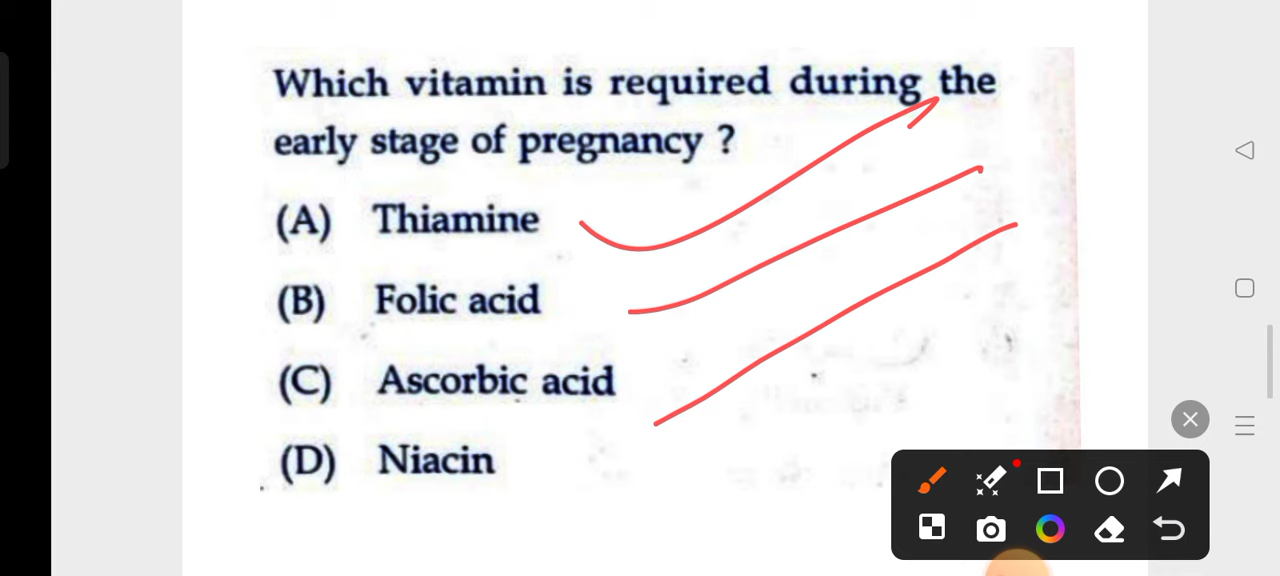 Which vitamin is required during the
early stage of pregnancy ?
(A) Thiamine
(B) Folic acid
(C) Ascorbic acid
(D) Niacin